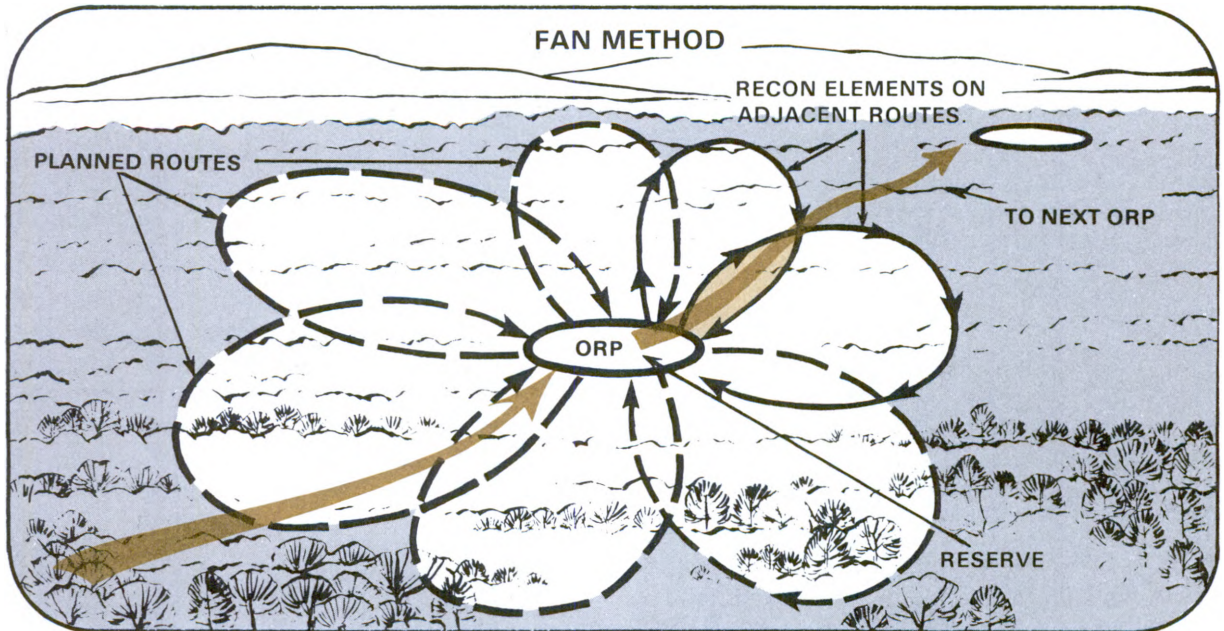 FAN METHOD
RECON ELEMENTS ON
ADJACENT ROUTES.
PLANNED ROUTES
TO NEXT ORP
ORP
RESERVE